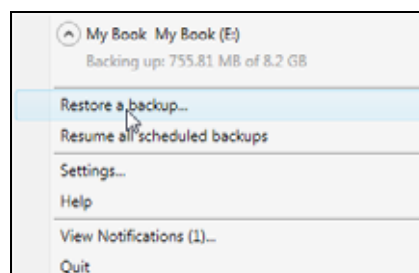 My Book My Book (E:)
Backing up: 755.81 MB of 8.2 GB
Restore a backup...
Resume all scheduled backups
Settings...
Help
View Notifications (1)...
Quit